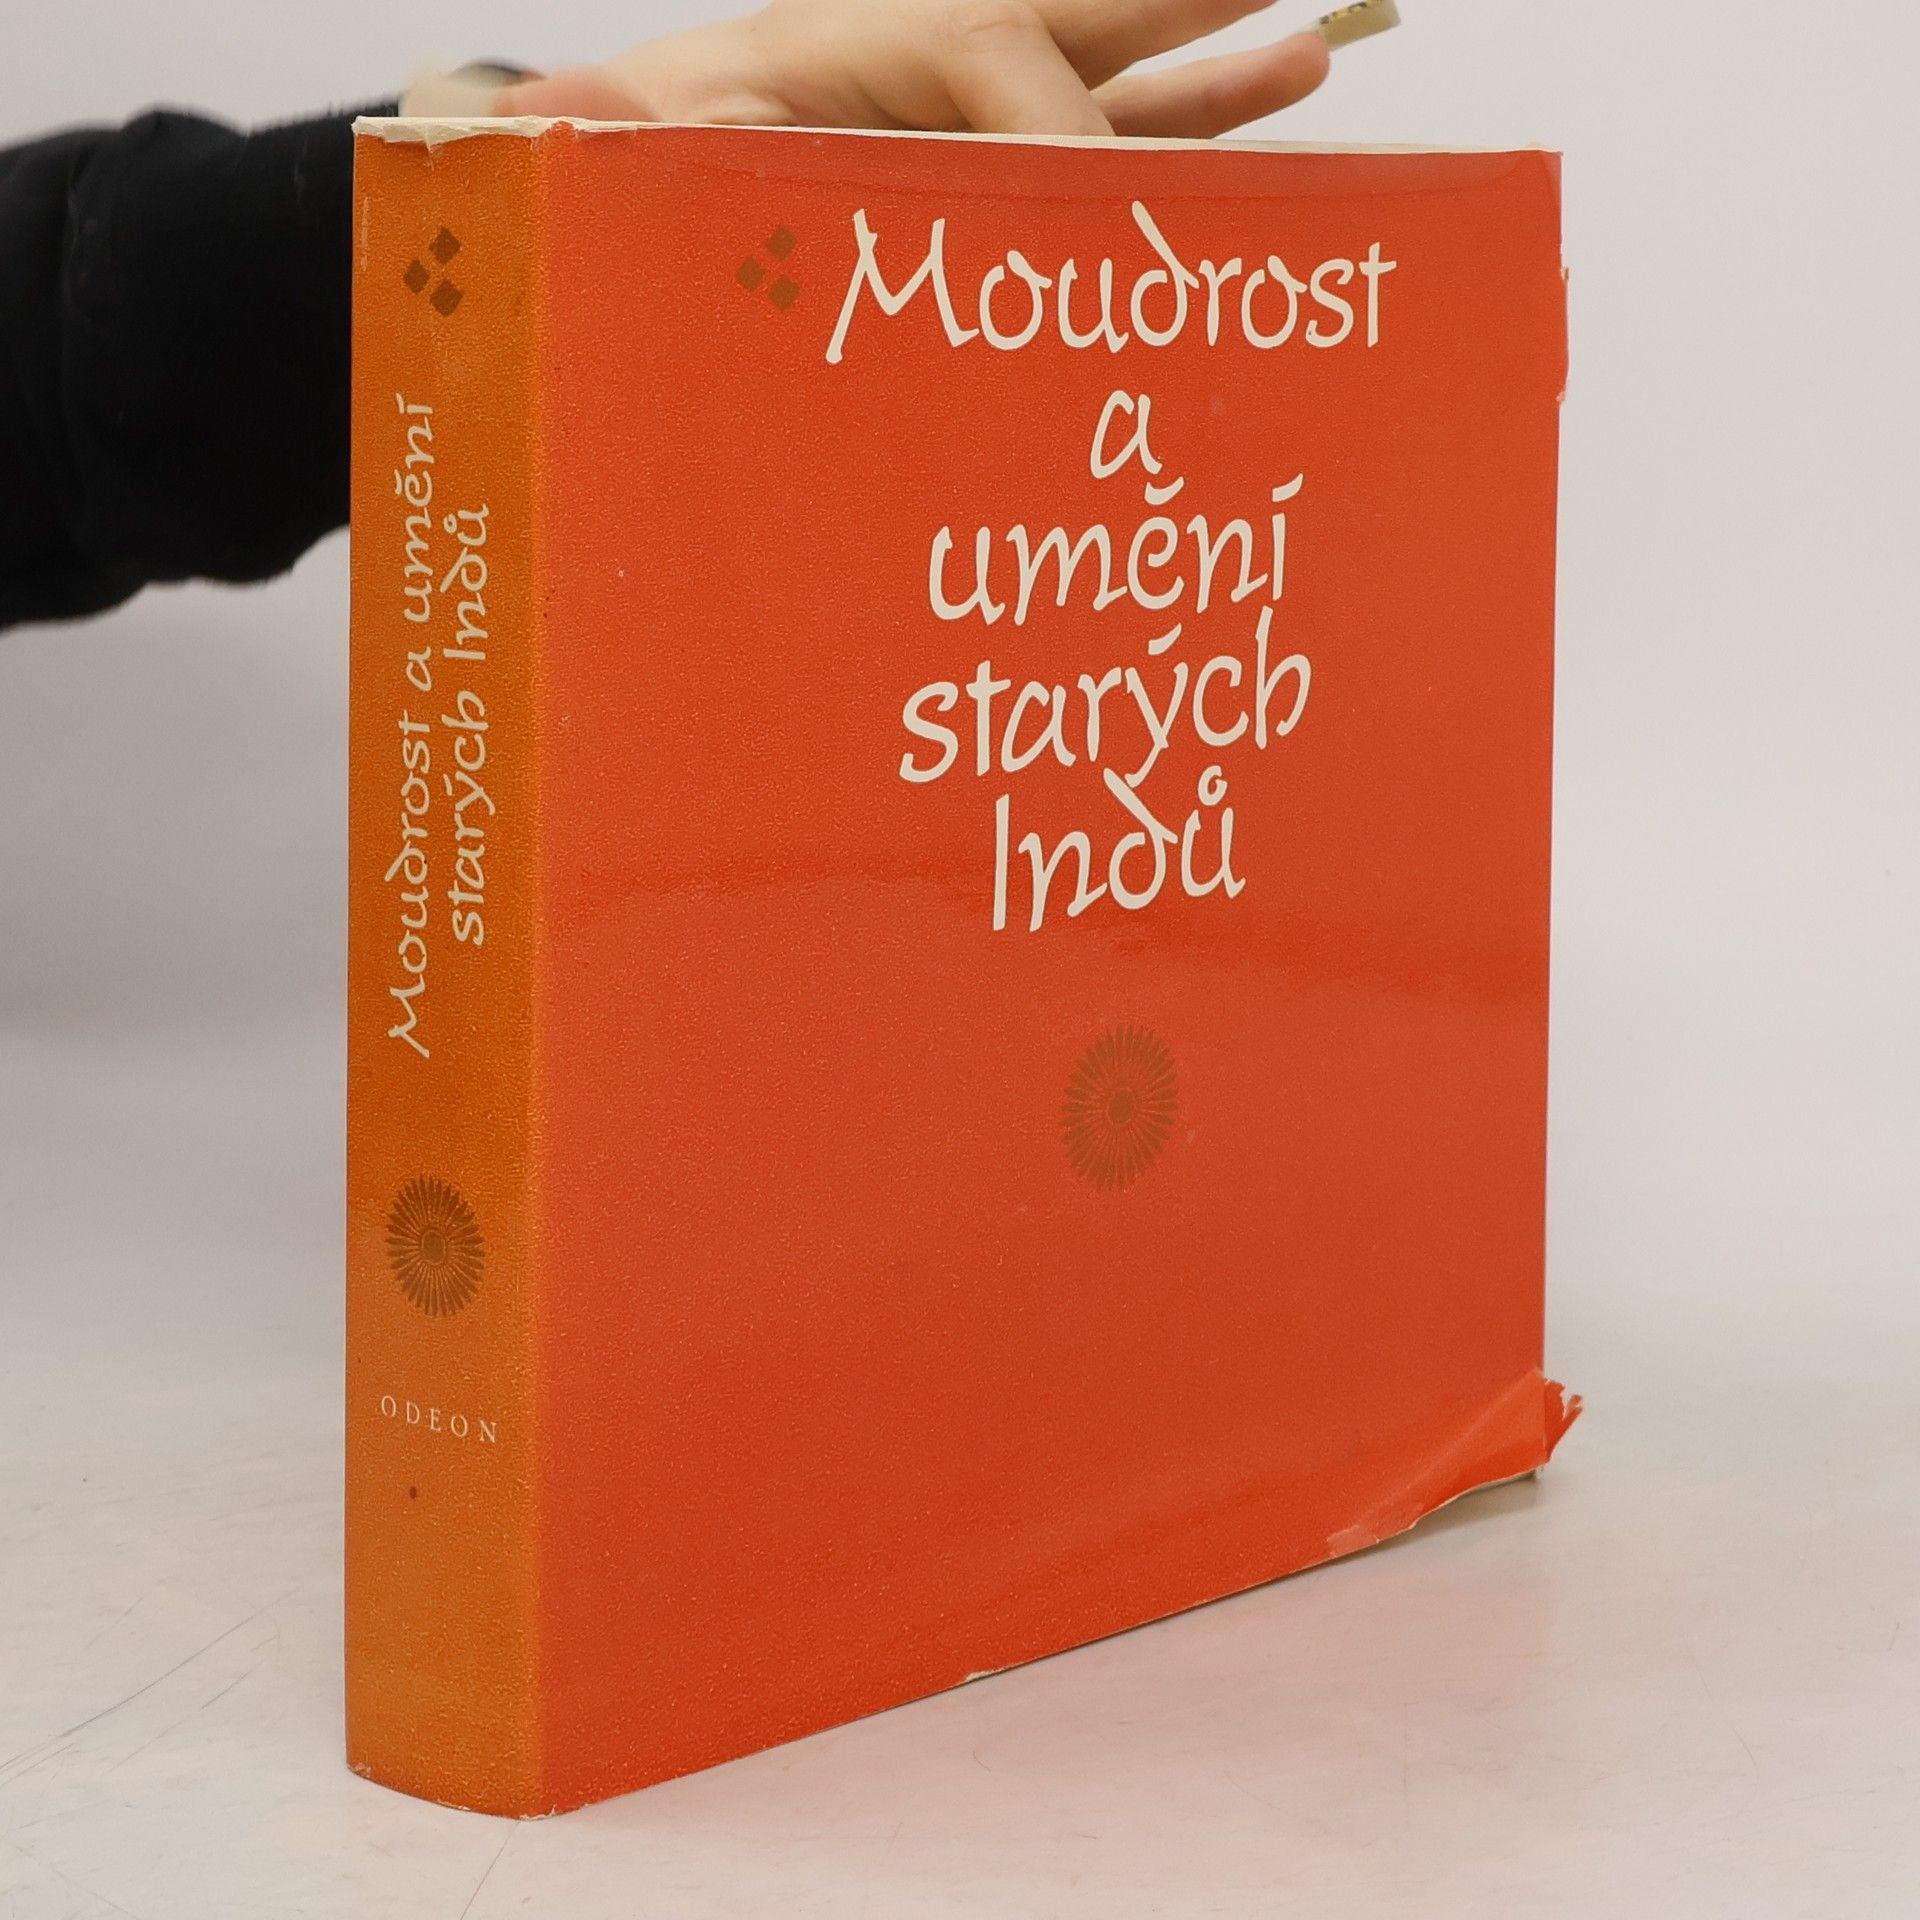 Moudrost
a
umění
starých
Indů
Moudrost a umění
starých Indů
ODEON